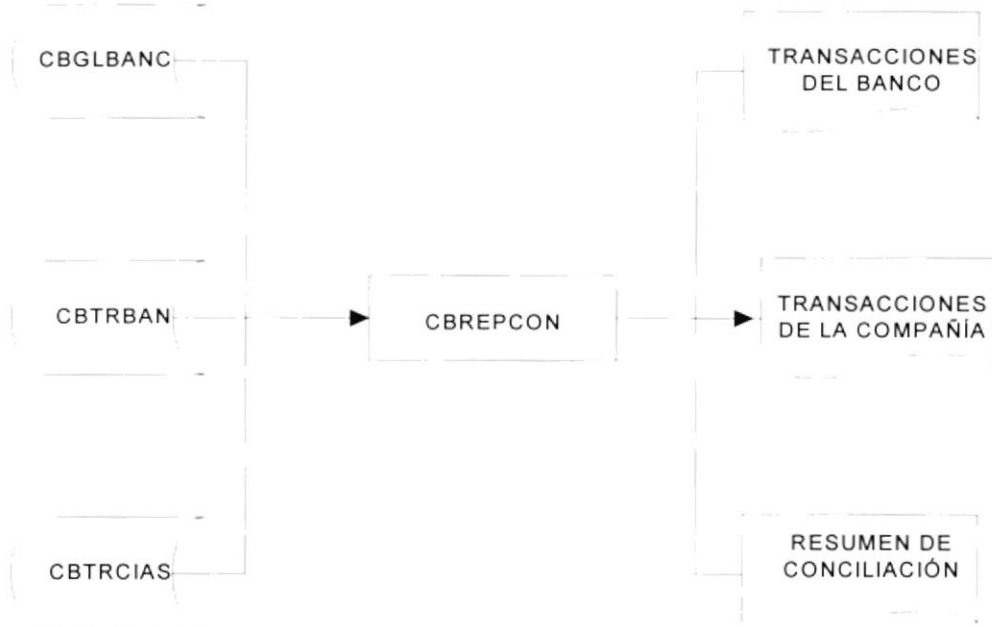 CBGLBANC
TRANSACCIONES
DEL BANCO
CBTRBAN
CBREPCON
TRANSACCIONES
DE LA COMPAÑÍA
CBTRCIAS
RESUMEN DE
CONCILIACIÓN